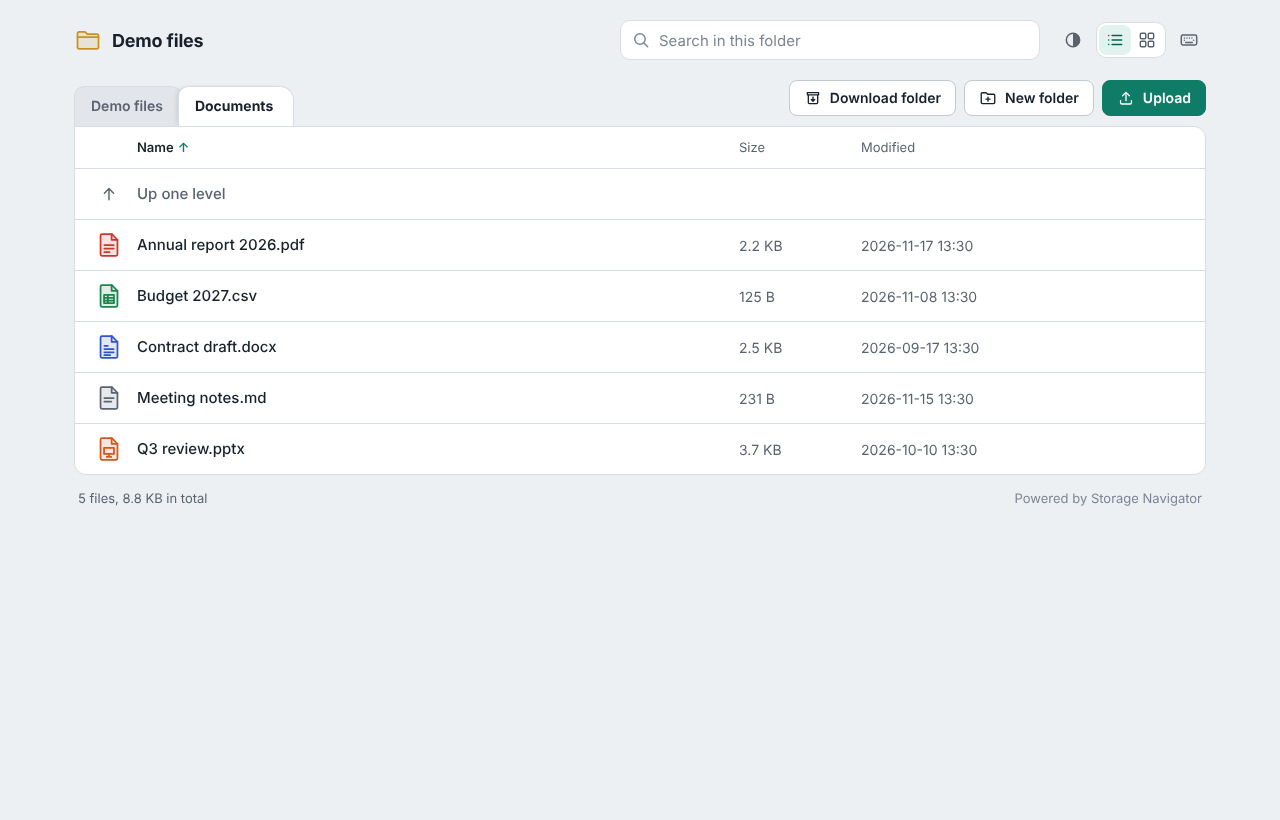 Demo files
Search in this folder
Demo files
Documents
Download folder
New folder
Upload
Name Size Modified
Up one level
Annual report 2026.pdf 2.2 KB 2026-11-17 13:30
Budget 2027.csv 125 B 2026-11-08 13:30
Contract draft.docx 2.5 KB 2026-09-17 13:30
Meeting notes.md 231 B 2026-11-15 13:30
Q3 review.pptx 3.7 KB 2026-10-10 13:30
5 files, 8.8 KB in total
Powered by Storage Navigator